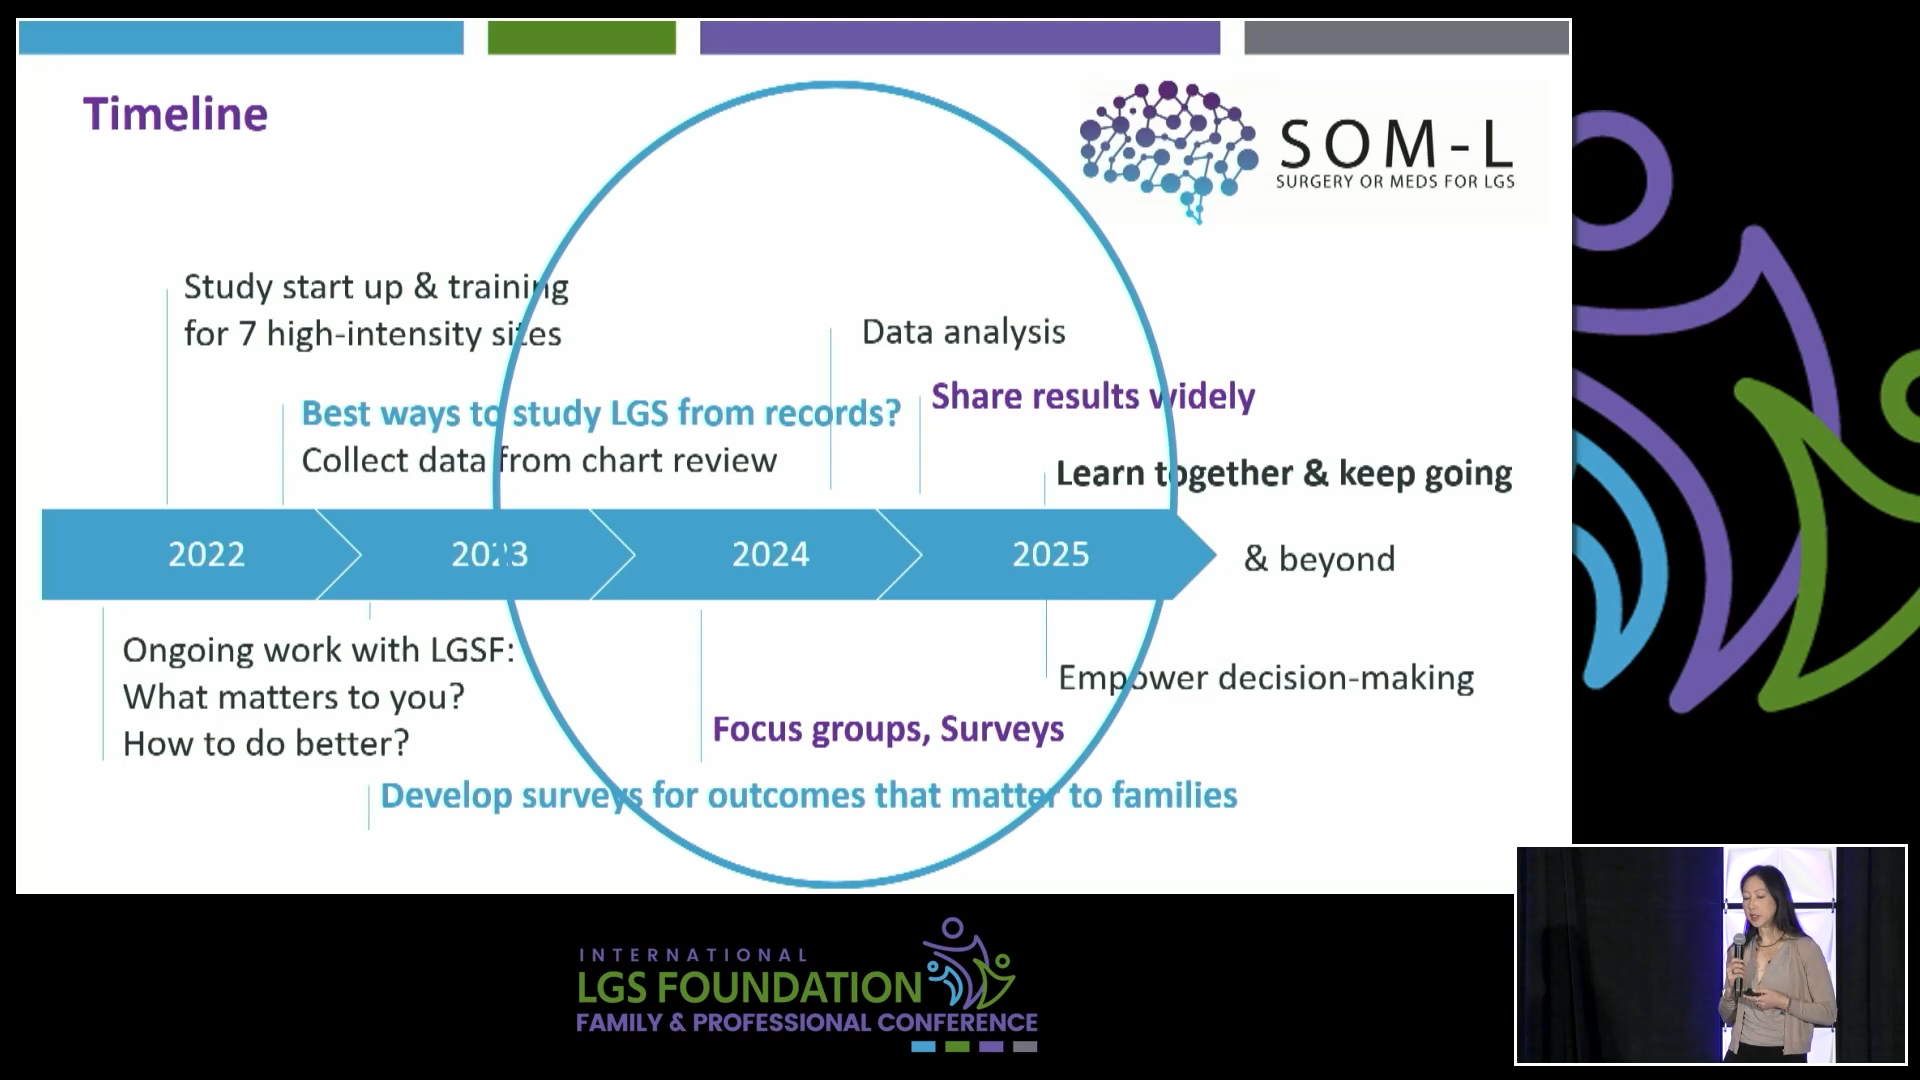 Timeline
SOM-L
SURGERY OR MEDS FOR LGS
Study start up & training
for 7 high-intensity sites
Data analysis
Best ways to study LGS from records?
Share results widely
Collect data from chart review
Learn together & keep going
2022
2023
2024
2025
& beyond
Ongoing work with LGSF:
What matters to you?
How to do better?
Empower decision-making
Focus groups, Surveys
Develop surveys for outcomes that matter to families
INTERNATIONAL
LGS FOUNDATION
FAMILY & PROFESSIONAL CONFERENCE